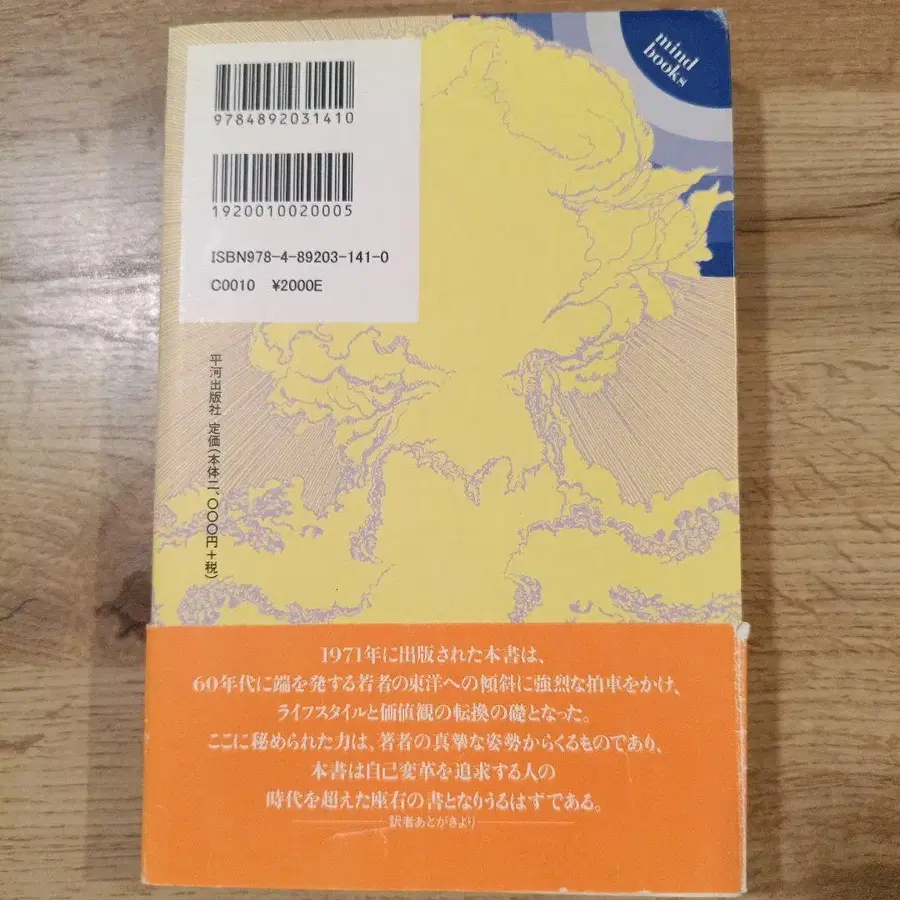 mind
books
9784892031410
1920010020005
ISBN978-4-89203-141-0
C0010 ¥2000E
平河出版社 定価(本体二、〇〇〇円+税)
1971年に出版された本書は、
60年代に端を発する若者の東洋への傾斜に強烈な拍車をかけ、
ライフスタイルと価値観の転換の礎となった。
ここに秘められた力は、著者の真摯な姿勢からくるものであり、
本書は自己変革を追求する人の
時代を超えた座右の書となりうるはずである。
訳者あとがきより